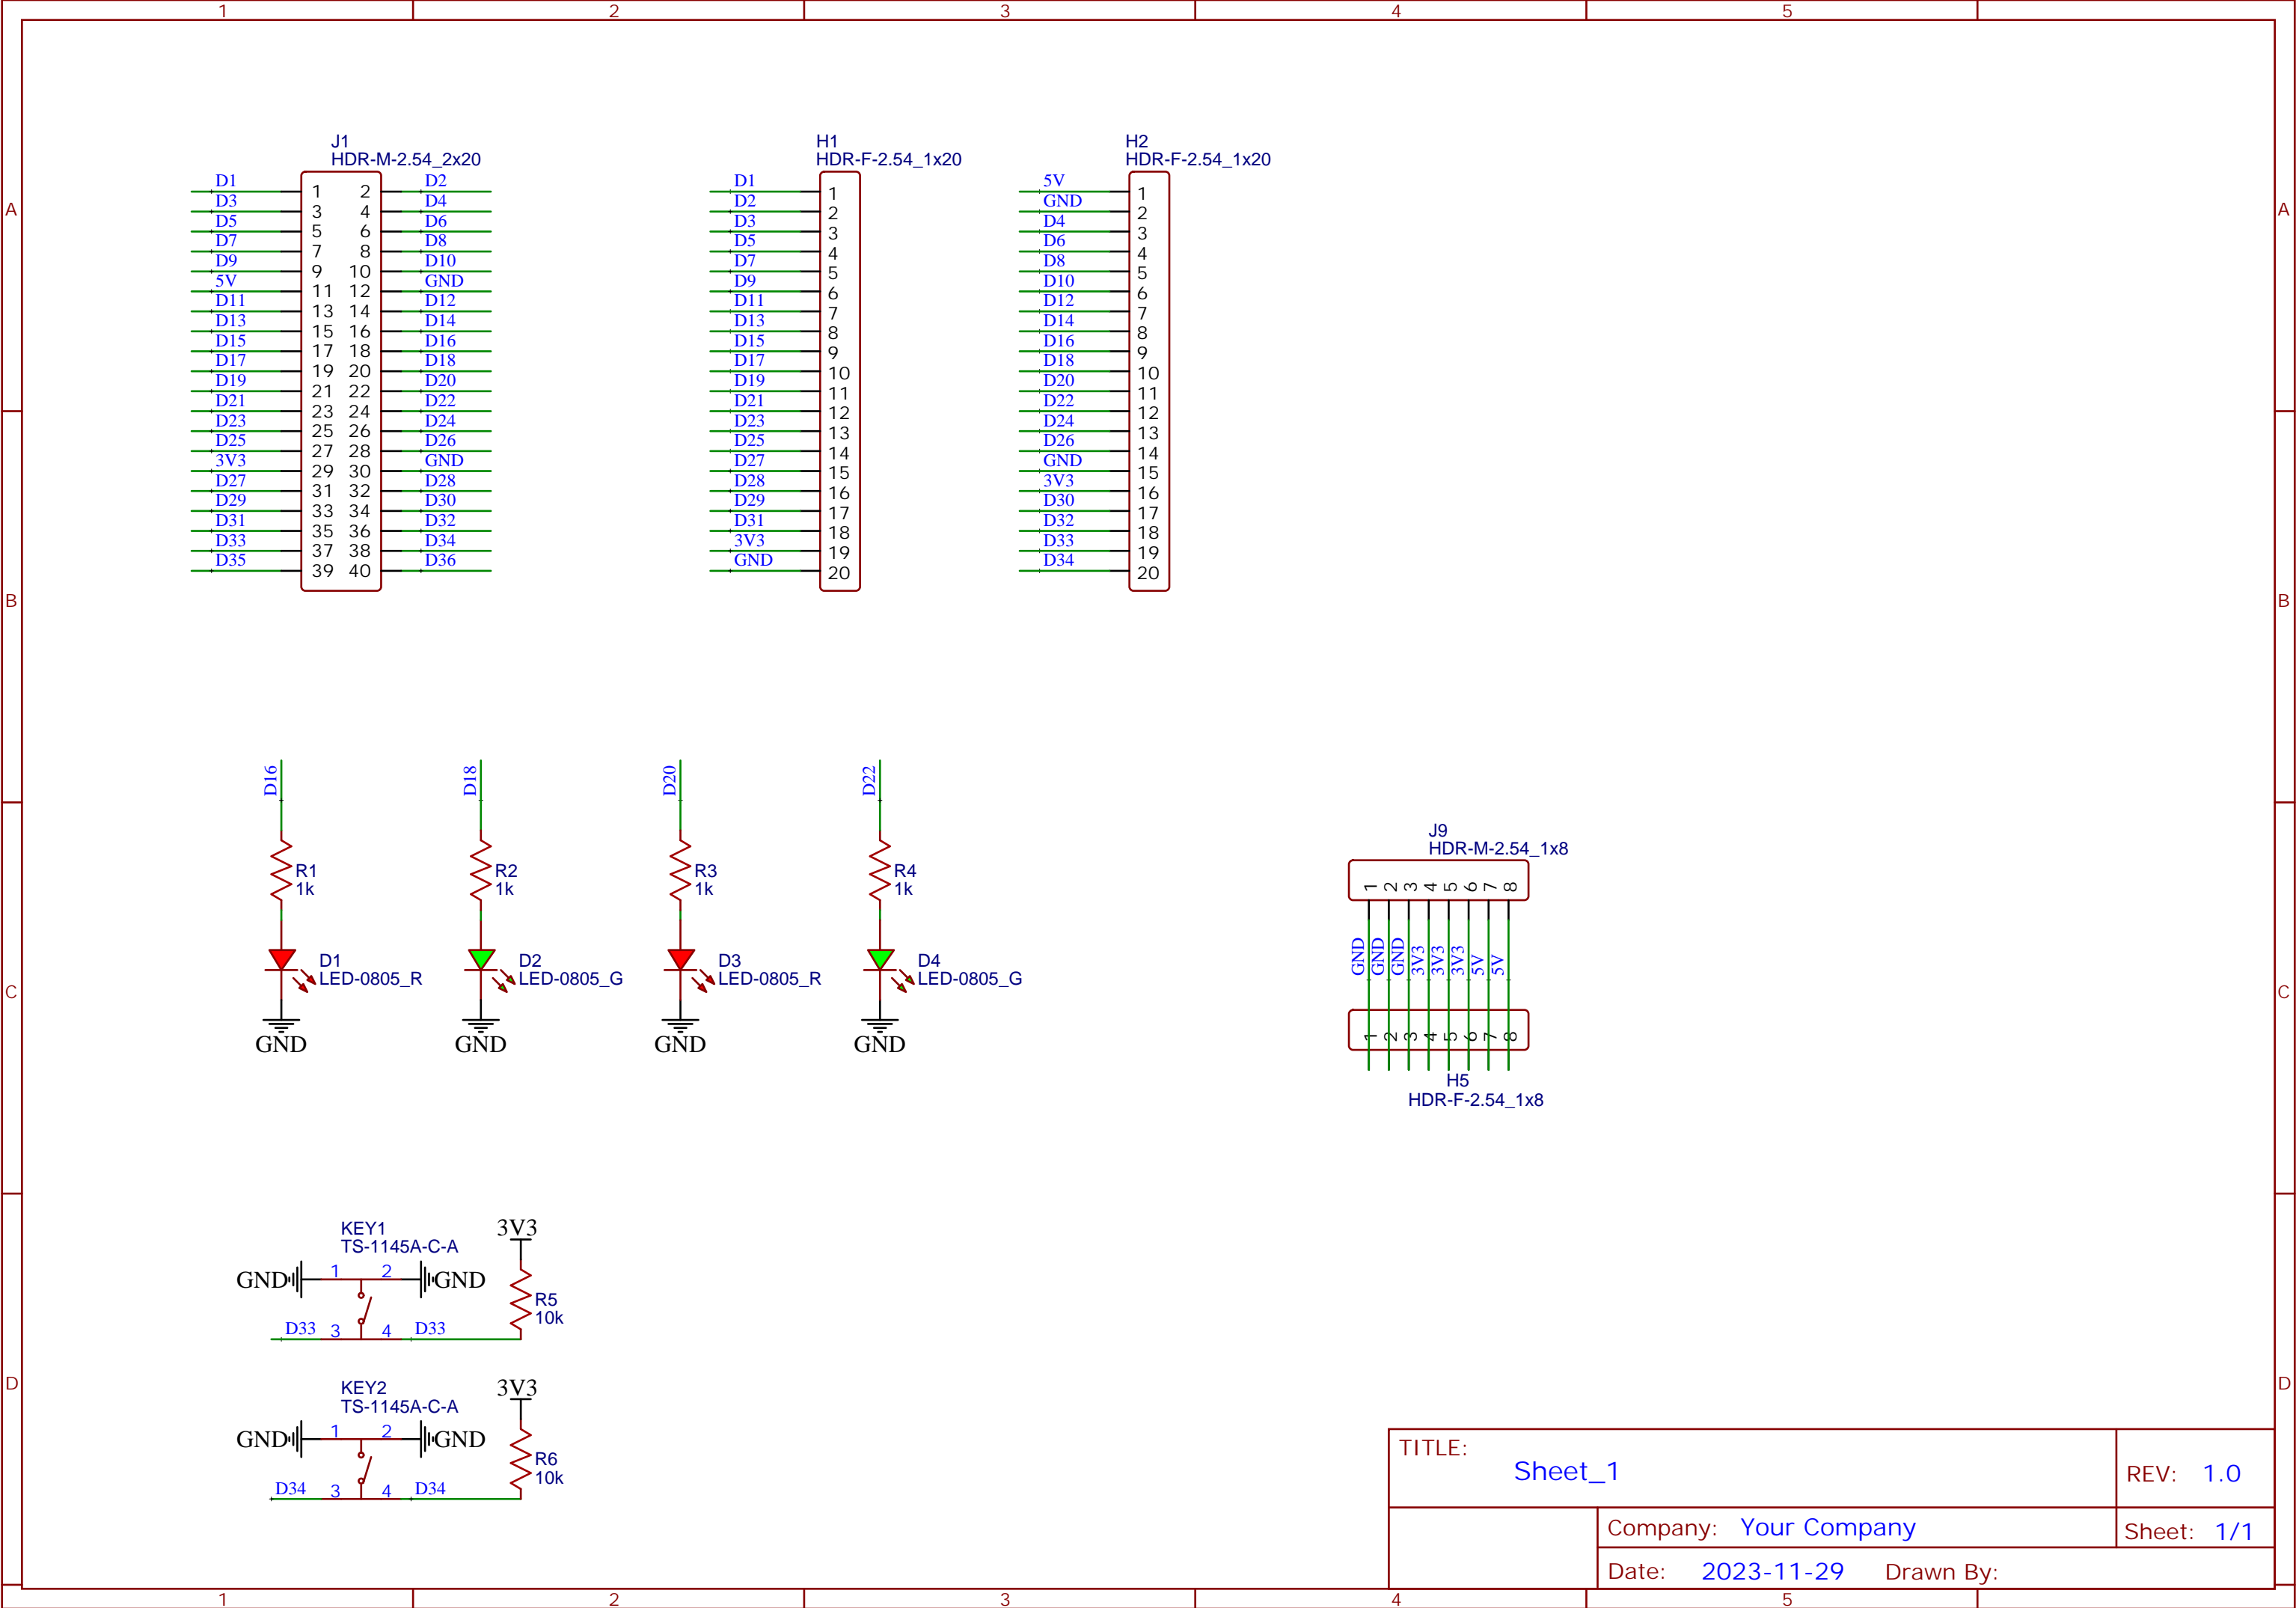 1 2 3 4 5
A A
B B
C C
D D
J1
HDR-M-2.54_2x20
D1 1 2 D2
D3 3 4 D4
D5 5 6 D6
D7 7 8 D8
D9 9 10 D10
5V 11 12 GND
D11 13 14 D12
D13 15 16 D14
D15 17 18 D16
D17 19 20 D18
D19 21 22 D20
D21 23 24 D22
D23 25 26 D24
D25 27 28 D26
3V3 29 30 GND
D27 31 32 D28
D29 33 34 D30
D31 35 36 D32
D33 37 38 D34
D35 39 40 D36
H1
HDR-F-2.54_1x20
D1 1
D2 2
D3 3
D5 4
D7 5
D9 6
D11 7
D13 8
D15 9
D17 10
D19 11
D21 12
D23 13
D25 14
D27 15
D28 16
D29 17
D31 18
3V3 19
GND 20
H2
HDR-F-2.54_1x20
5V 1
GND 2
D4 3
D6 4
D8 5
D10 6
D12 7
D14 8
D16 9
D18 10
D20 11
D22 12
D24 13
D26 14
GND 15
3V3 16
D30 17
D32 18
D33 19
D34 20
D16
R1
1k
D1
LED-0805_R
GND
D18
R2
1k
D2
LED-0805_G
GND
D20
R3
1k
D3
LED-0805_R
GND
D22
R4
1k
D4
LED-0805_G
GND
J9
HDR-M-2.54_1x8
1 2 3 4 5 6 7 8
GND GND GND 3V3 3V3 3V3 5V 5V
1 2 3 4 5 6 7 8
H5
HDR-F-2.54_1x8
KEY1
TS-1145A-C-A
3V3
GND 1 2 GND
R5
10k
D33 3 4 D33
KEY2
TS-1145A-C-A
3V3
GND 1 2 GND
R6
10k
D34 3 4 D34
TITLE:
Sheet_1
REV: 1.0
Company: Your Company
Sheet: 1/1
Date: 2023-11-29 Drawn By:
1 2 3 4 5